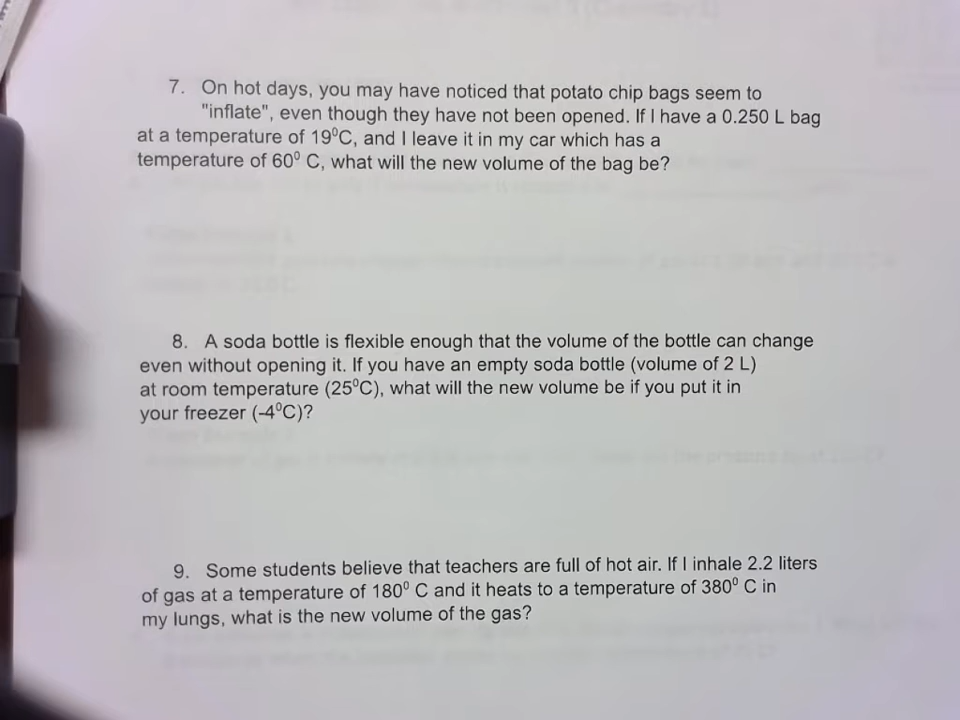 7. On hot days, you may have noticed that potato chip bags seem to
"inflate", even though they have not been opened. If I have a 0.250 L bag
at a temperature of 19⁰C, and I leave it in my car which has a
temperature of 60⁰ C, what will the new volume of the bag be?
8. A soda bottle is flexible enough that the volume of the bottle can change
even without opening it. If you have an empty soda bottle (volume of 2 L)
at room temperature (25⁰C), what will the new volume be if you put it in
your freezer (-4⁰C)?
9. Some students believe that teachers are full of hot air. If I inhale 2.2 liters
of gas at a temperature of 180⁰ C and it heats to a temperature of 380⁰ C in
my lungs, what is the new volume of the gas?